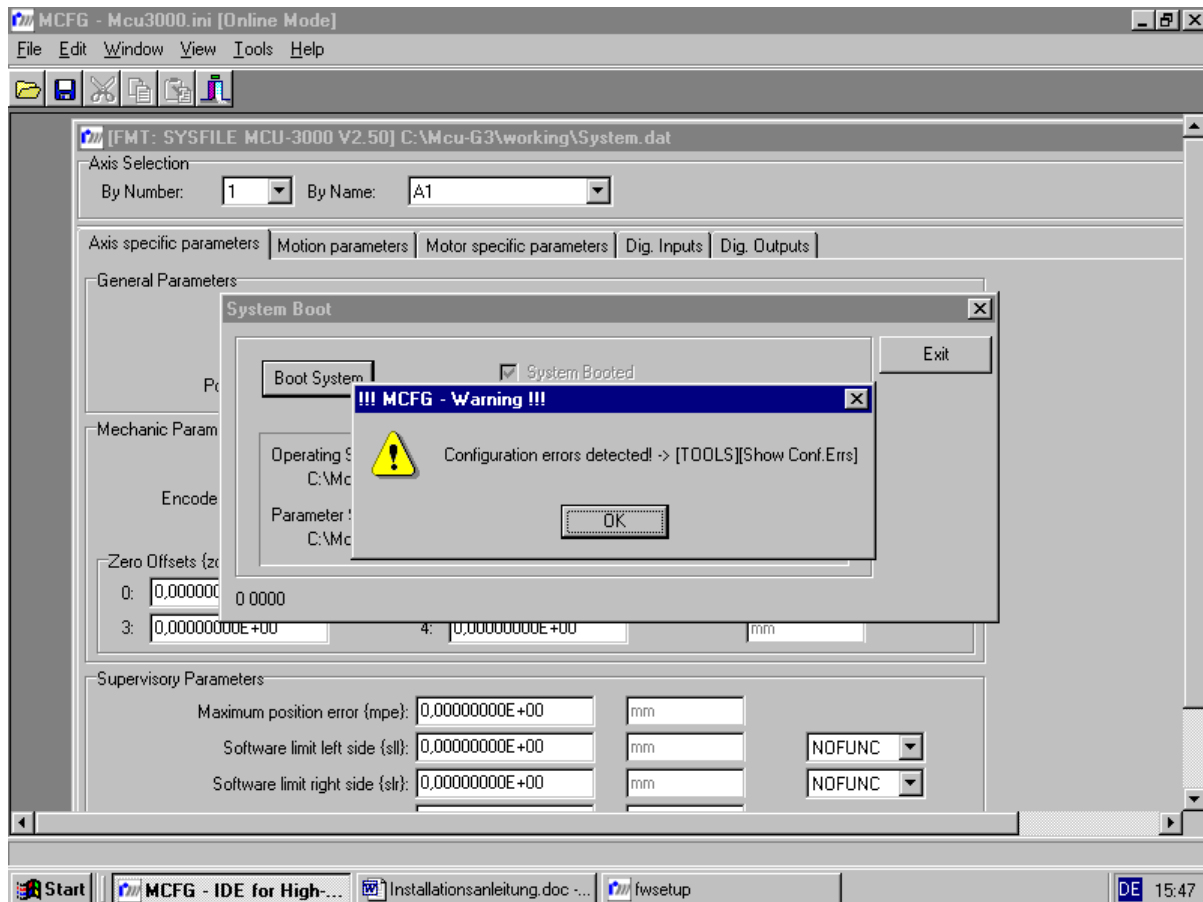 MCFG - Mcu3000.ini [Online Mode]
File Edit Window View Tools Help
[FMT: SYSFILE MCU-3000 V2.50] C:\Mcu-G3\working\System.dat
Axis Selection
By Number: 1 By Name: A1
Axis specific parameters Motion parameters Motor specific parameters Dig. Inputs Dig. Outputs
General Parameters
System Boot
Exit
Boot System System Booted
!!! MCFG - Warning !!!
Mechanic Param
Configuration errors detected! -> [TOOLS][Show Conf.Errs]
Operating S
C:\Mc
Encode
Parameter S
OK
C:\Mc
Zero Offsets {zo
0: 0,0000000
0 0000
3: 0,00000000E+00 4: 0,00000000E+00 mm
Supervisory Parameters
Maximum position error {mpe}: 0,00000000E+00 mm
Software limit left side {sll}: 0,00000000E+00 mm NOFUNC
Software limit right side {slr}: 0,00000000E+00 mm NOFUNC
Start MCFG - IDE for High-... Installationsanleitung.doc -... fwsetup DE 15:47